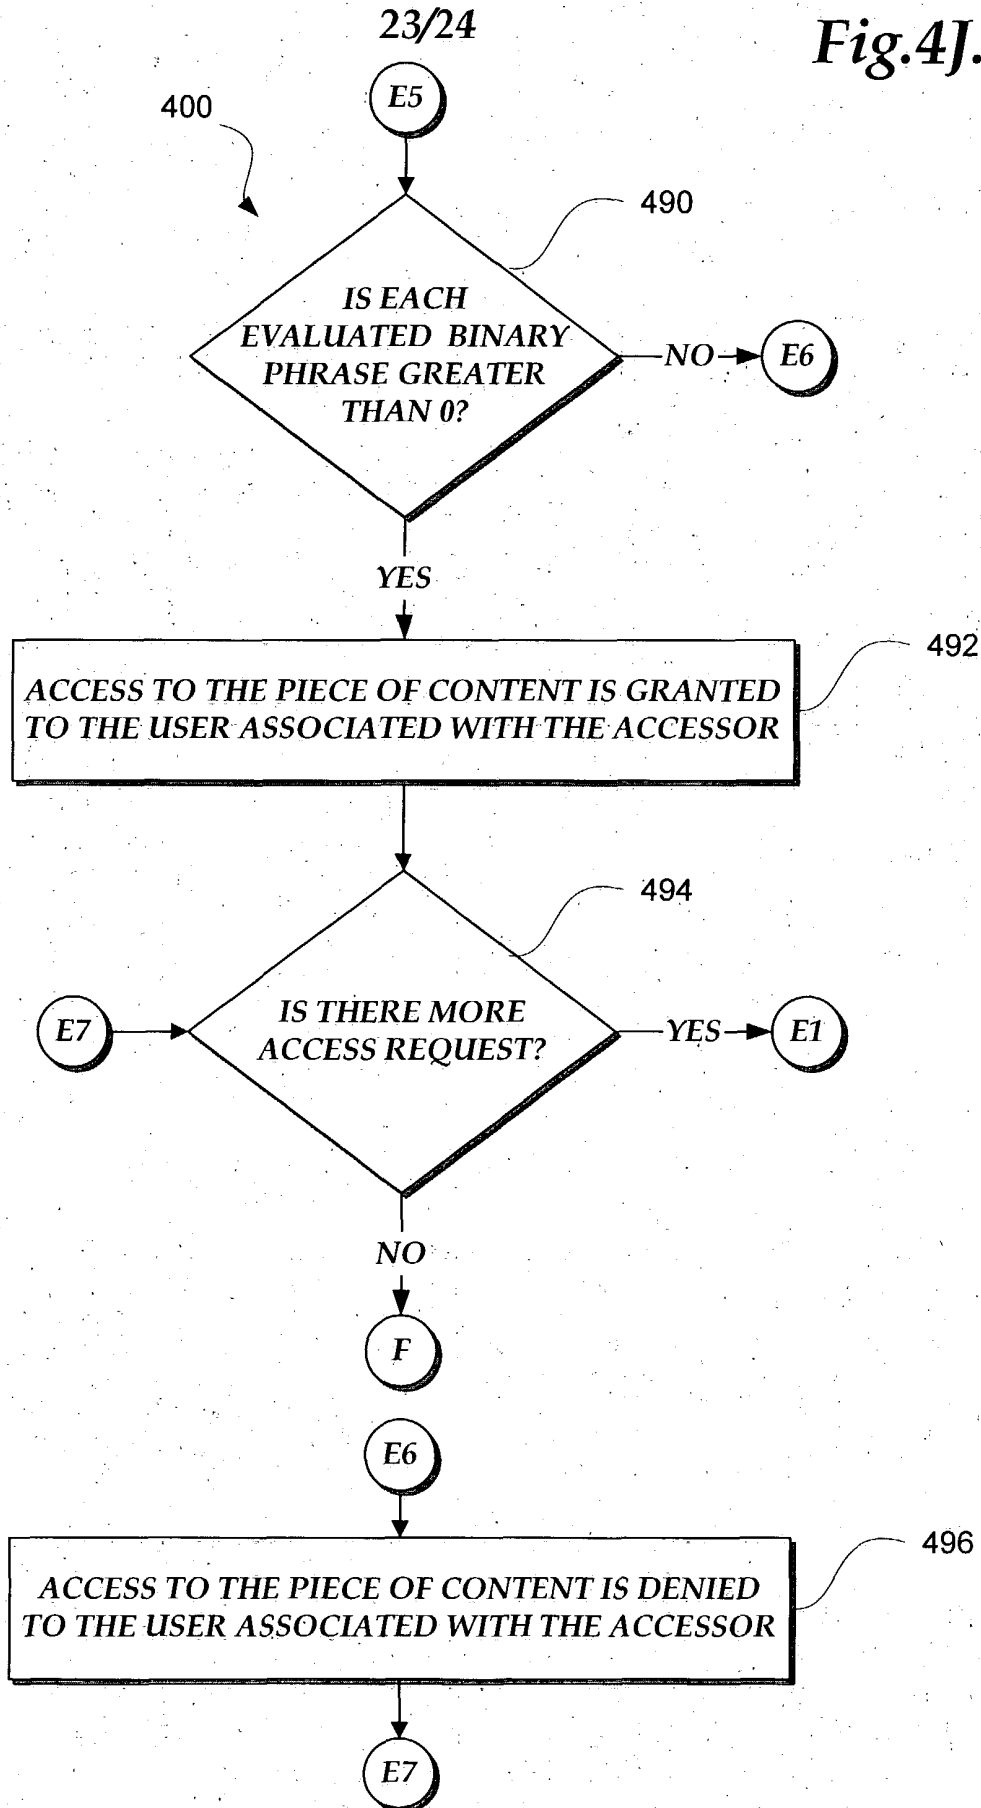 23/24
Fig.4J.
E5
400
490
IS EACH
EVALUATED BINARY
PHRASE GREATER
THAN 0?
NO
E6
YES
492
ACCESS TO THE PIECE OF CONTENT IS GRANTED
TO THE USER ASSOCIATED WITH THE ACCESSOR
494
E7
IS THERE MORE
ACCESS REQUEST?
YES
E1
NO
F
E6
496
ACCESS TO THE PIECE OF CONTENT IS DENIED
TO THE USER ASSOCIATED WITH THE ACCESSOR
E7